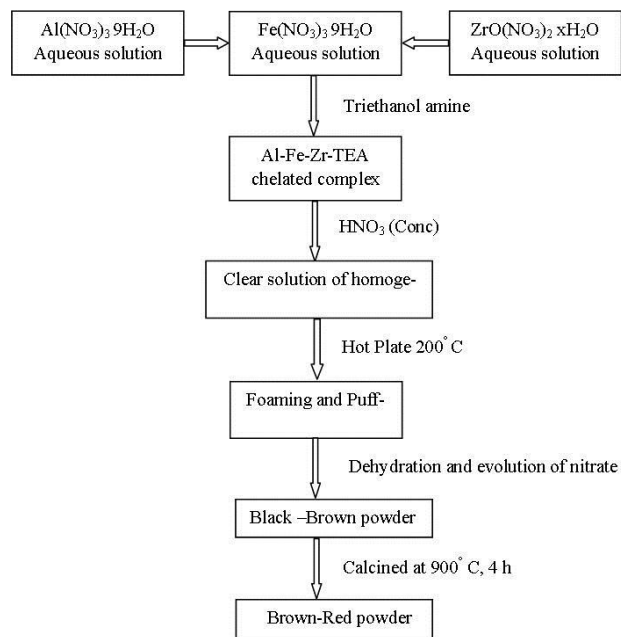 Al(NO₃)₃ 9H₂O
Aqueous solution
Fe(NO₃)₃ 9H₂O
Aqueous solution
ZrO(NO₃)₂ xH₂O
Aqueous solution
Triethanol amine
Al-Fe-Zr-TEA
chelated complex
HNO₃ (Conc)
Clear solution of homoge-
Hot Plate 200° C
Foaming and Puff-
Dehydration and evolution of nitrate
Black –Brown powder
Calcined at 900° C, 4 h
Brown-Red powder